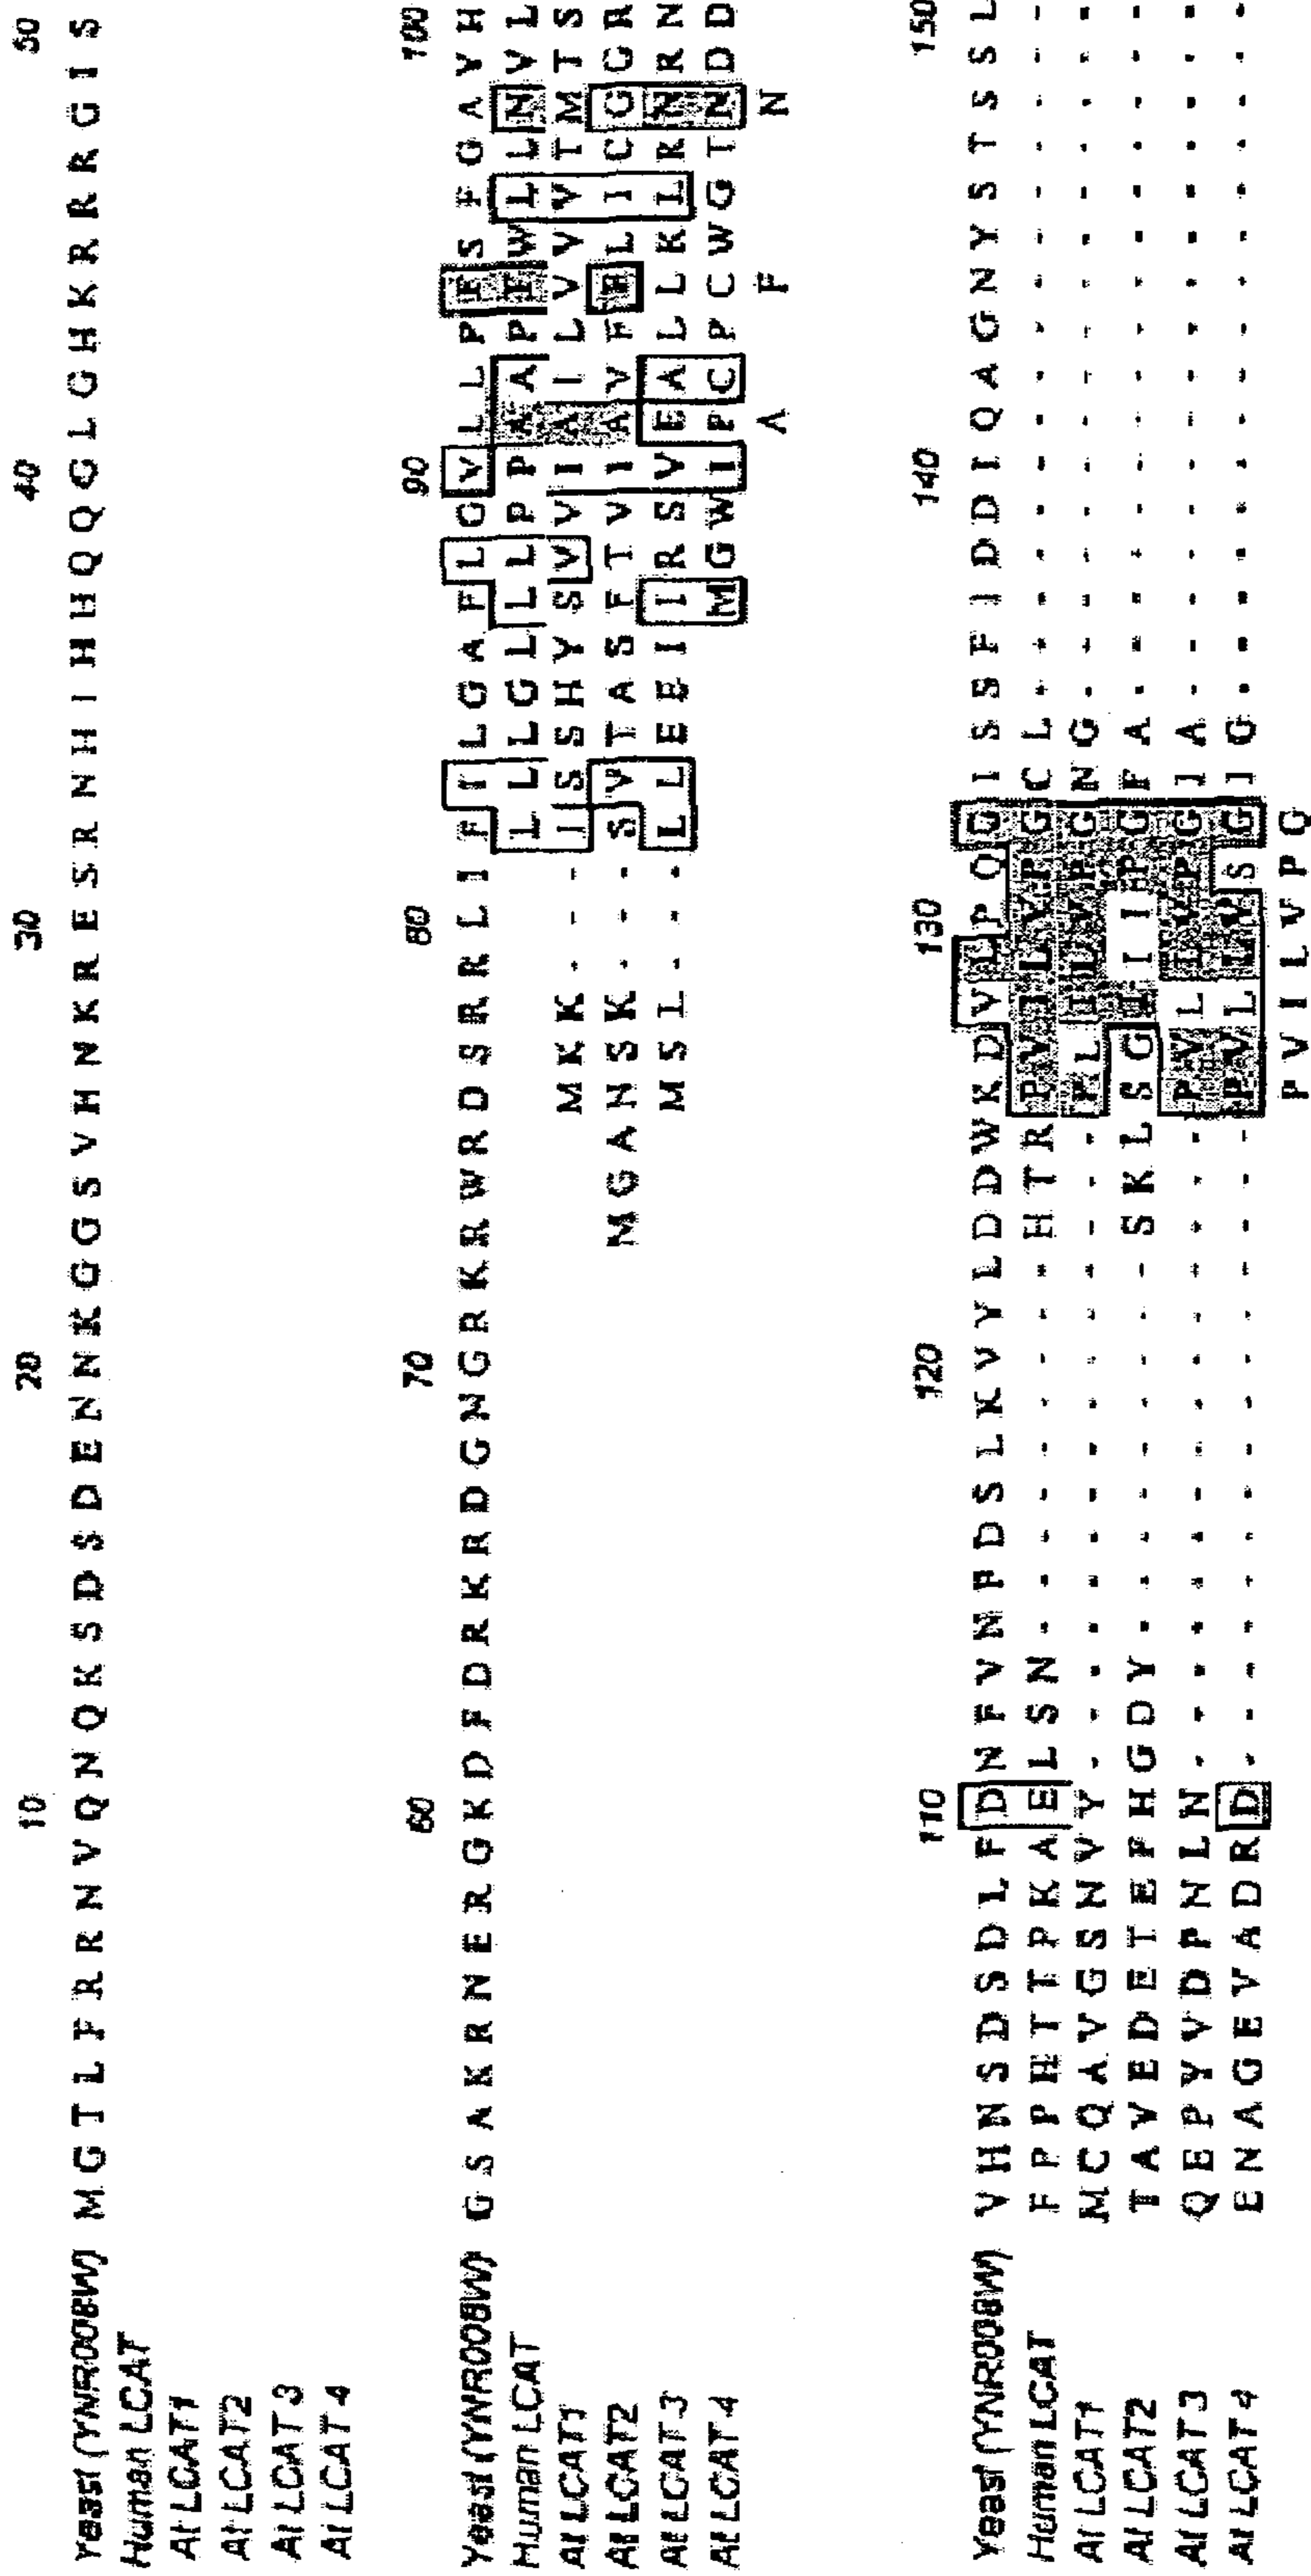 10 20 30 40 50
Yeast (YNR008W) M G T L F R R N V Q N Q K S D S D E N N K G G S V H N K R E S R N H I H H Q Q G L G H K R R G I S
Human LCAT
At LCAT1
At LCAT2
At LCAT3
At LCAT4
60 70 80 90 100
Yeast (YNR008W) G S A K R N E R G K D F D R K R D G N G R K R W R D S R R L I F I L G A F L G V L L P F S F G A V H
Human LCAT L L L G L L L P P A A P F W L L N V L
At LCAT1 M K K - - - I S S H Y S V V I A I L V V V T M T S
At LCAT2 M G A N S K - - - S V T A S F T V I A V F F L I C G G R
At LCAT3 M S L - - - L L E E I I R S V E A L L K L R N R N
At LCAT4 M G W I P C P C W G T N D D
A F N
110 120 130 140 150
Yeast (YNR008W) V H N S D S D L F D N F V N F D S L K V Y L D D W K D V L P Q G I S S F I D D I Q A G N Y S T S S L
Human LCAT F P P H T T P K A E L S N - - - - - - - - - H T R P V I L V P G C L - - - - - - - - - - - - - - - -
At LCAT1 M C Q A V G S N V Y - - - - - - - - - - - - - - - P L I L V P G N G - - - - - - - - - - - - - - - -
At LCAT2 T A V E D E T E F H G D Y - - - - - - - - - S K L S G I I I P G F A - - - - - - - - - - - - - - - -
At LCAT3 Q E P Y V D P N L N - - - - - - - - - - - - - - - P V L L V P G I A - - - - - - - - - - - - - - - -
At LCAT4 E N A G E V A D R D - - - - - - - - - - - - - - - P V L L V S G I G - - - - - - - - - - - - - - - -
P V I L V P G